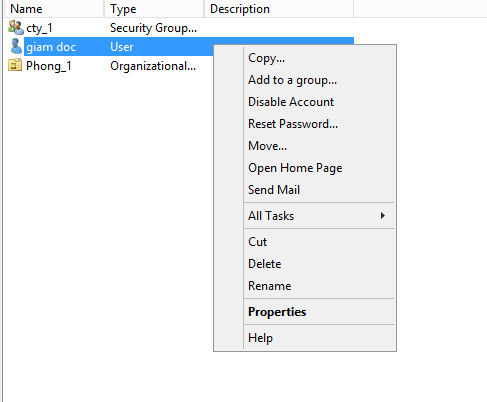 Name Type Description
cty_1 Security Group...
giam doc User
Phong_1 Organizational...
Copy...
Add to a group...
Disable Account
Reset Password...
Move...
Open Home Page
Send Mail
All Tasks
Cut
Delete
Rename
Properties
Help